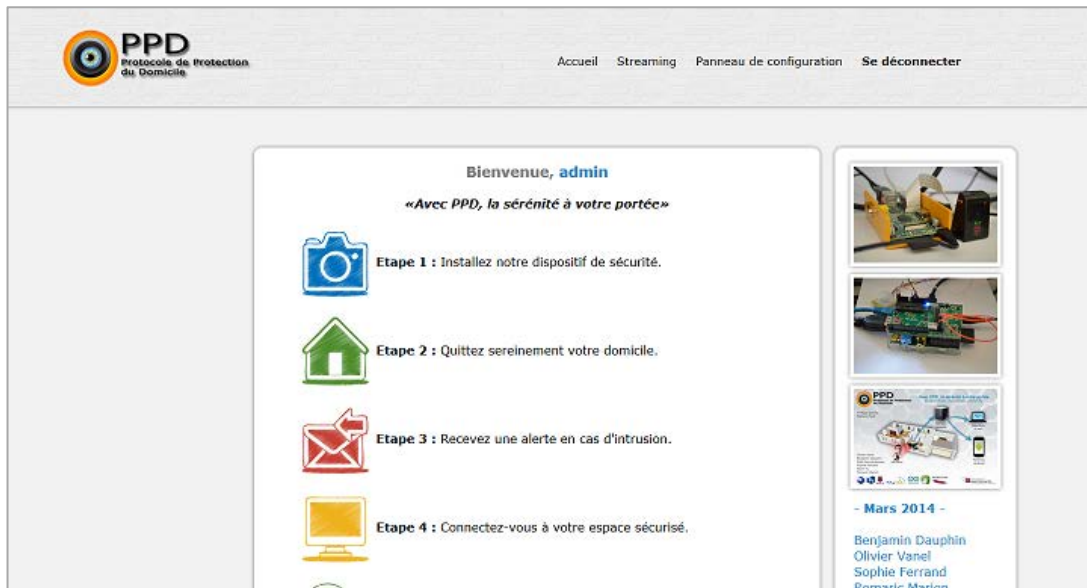 PPD
Protocole de Protection
du Domicile
Accueil Streaming Panneau de configuration Se déconnecter
Bienvenue, admin
«Avec PPD, la sérénité à votre portée»
Etape 1 : Installez notre dispositif de sécurité.
Etape 2 : Quittez sereinement votre domicile.
Etape 3 : Recevez une alerte en cas d'intrusion.
Etape 4 : Connectez-vous à votre espace sécurisé.
PPD
- Mars 2014 -
Benjamin Dauphin
Olivier Vanel
Sophie Ferrand
Romaric Marion